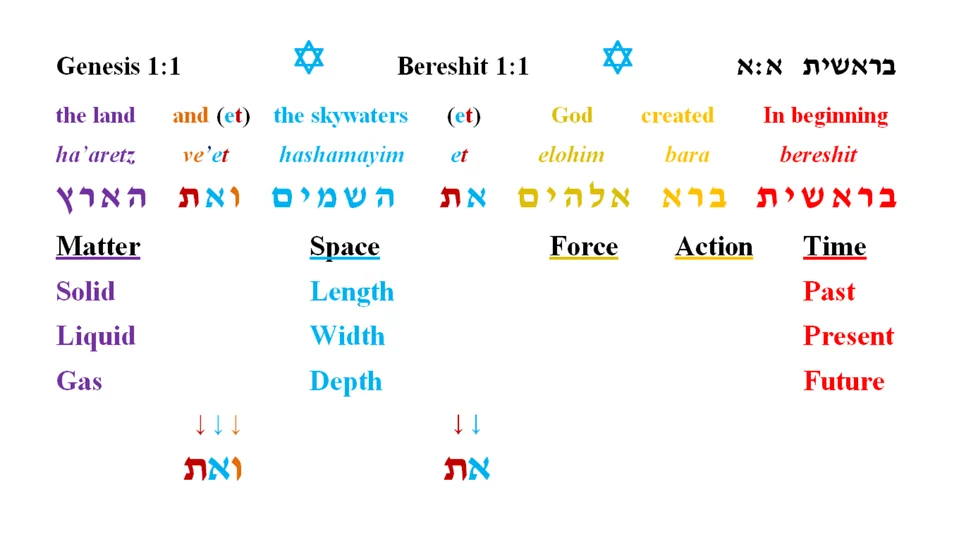 Genesis 1:1 Bereshit 1:1 בראשית א:א
the land and (et) the skywaters (et) God created In beginning
ha’aretz ve’et hashamayim et elohim bara bereshit
בראשית ברא אלהים את השמים ואת הארץ
Matter Space Force Action Time
Solid Length Past
Liquid Width Present
Gas Depth Future
↓↓↓ ↓↓
ואת את